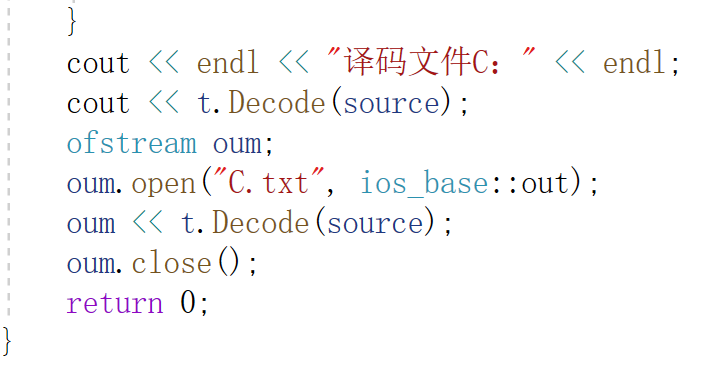 }
cout << endl << "译码文件C：" << endl;
cout << t.Decode(source);
ofstream oum;
oum.open("C.txt", ios_base::out);
oum << t.Decode(source);
oum.close();
return 0;
}